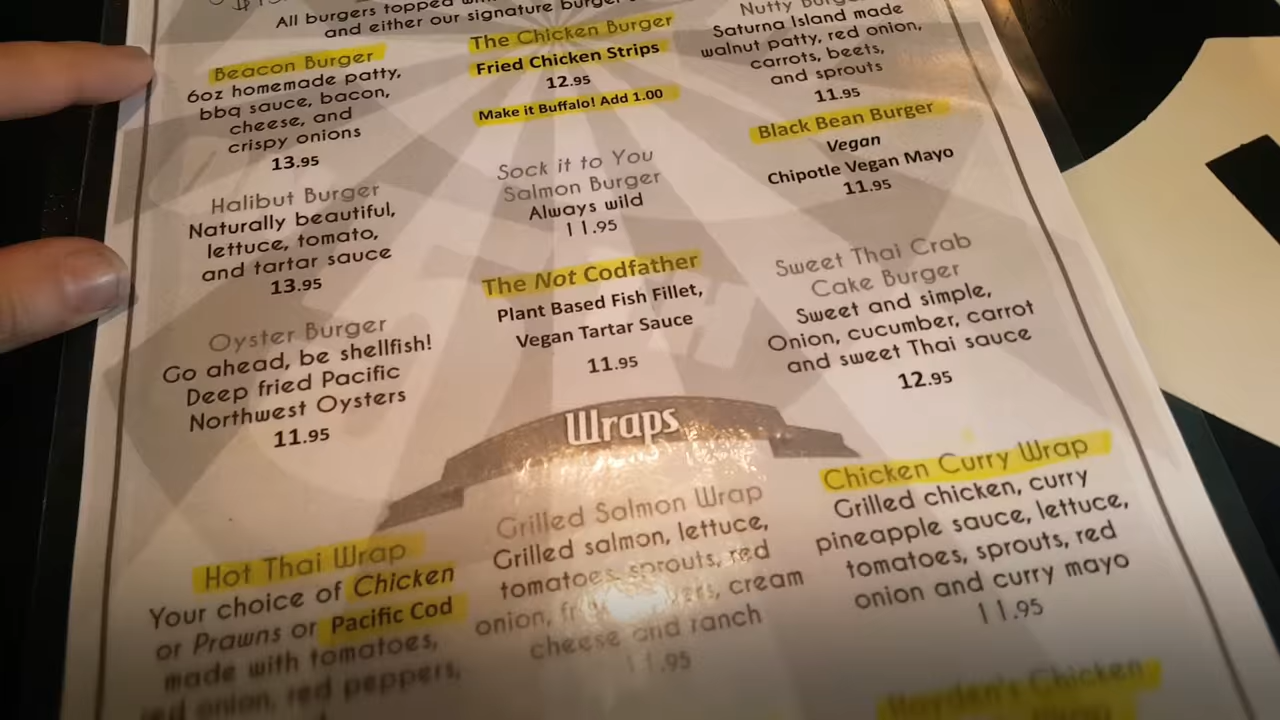 All burgers topped
and either our signature burger
Beacon Burger
6oz homemade patty,
bbq sauce, bacon,
cheese, and
crispy onions
13.95
Halibut Burger
Naturally beautiful,
lettuce, tomato,
and tartar sauce
13.95
Oyster Burger
Go ahead, be shellfish!
Deep fried Pacific
Northwest Oysters
11.95
The Chicken Burger
Fried Chicken Strips
12.95
Make it Buffalo! Add 1.00
Sock it to You
Salmon Burger
Always wild
11.95
The Not Codfather
Plant Based Fish Fillet,
Vegan Tartar Sauce
11.95
Nutty
Saturna Island made
walnut patty, red onion,
carrots, beets,
and sprouts
11.95
Black Bean Burger
Vegan
Chipotle Vegan Mayo
11.95
Sweet Thai Crab
Cake Burger
Sweet and simple,
Onion, cucumber, carrot
and sweet Thai sauce
12.95
Wraps
Hot Thai Wrap
Your choice of Chicken
or Prawns or Pacific Cod
made with tomatoes,
red onion, red peppers,
Grilled Salmon Wrap
Grilled salmon, lettuce,
tomatoes, sprouts, red
onion, cream
cheese and ranch
11.95
Chicken Curry Wrap
Grilled chicken, curry
pineapple sauce, lettuce,
tomatoes, sprouts, red
onion and curry mayo
11.95
Hayden's Chicken